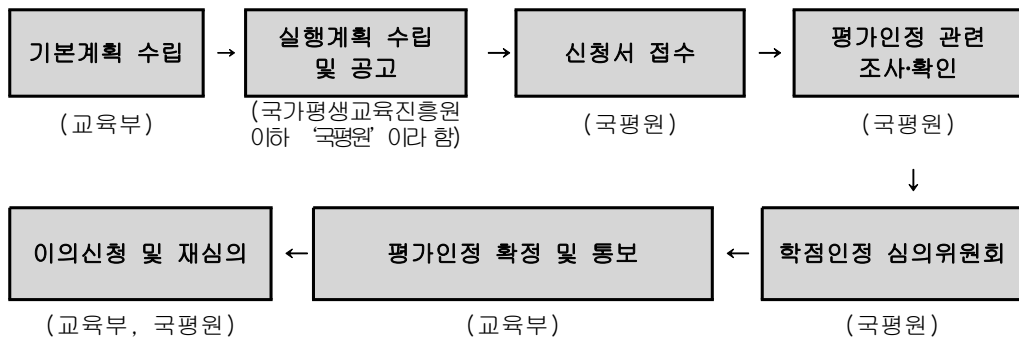 기본계획 수립 → 실행계획 수립 및 공고 → 신청서 접수 → 평가인정 관련 조사·확인
(교육부)
(국가평생교육진흥원
이하 '국평원' 이라 함)
(국평원)
(국평원)
↓
이의신청 및 재심의 ← 평가인정 확정 및 통보 ← 학점인정 심의위원회
(교육부, 국평원)
(교육부)
(국평원)